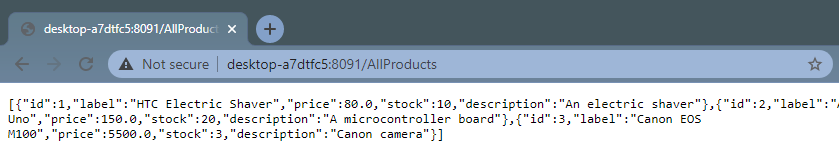 desktop-a7dtfc5:8091/AllProduct
Not secure | desktop-a7dtfc5:8091/AllProducts
[{"id":1,"label":"HTC Electric Shaver","price":80.0,"stock":10,"description":"An electric shaver"},{"id":2,"label":"
Uno","price":150.0,"stock":20,"description":"A microcontroller board"},{"id":3,"label":"Canon EOS
M100","price":5500.0,"stock":3,"description":"Canon camera"}]